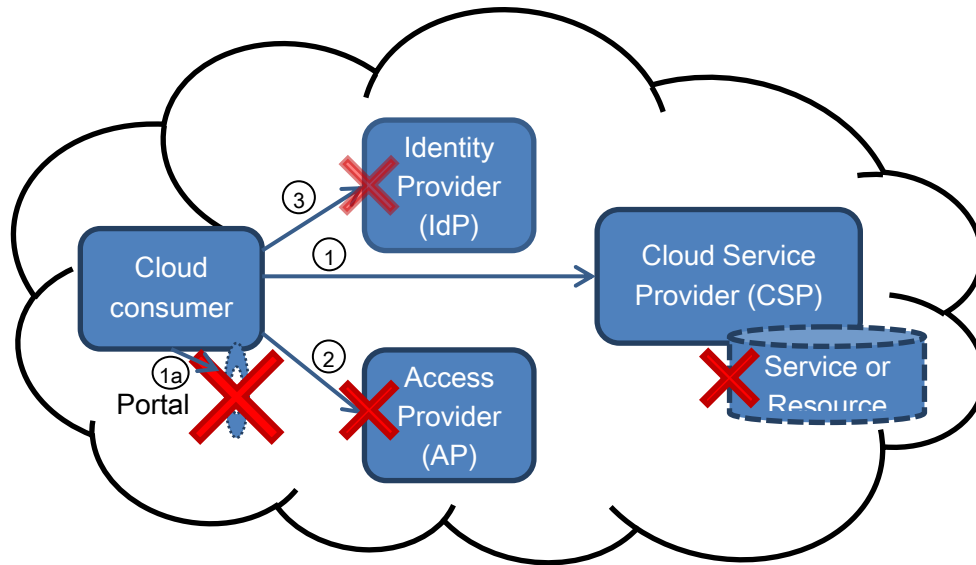 Identity
Provider
(IdP)
3
1
Cloud
consumer
Cloud Service
Provider (CSP)
2
1a
Portal
Access
Provider
(AP)
Service or
Resource